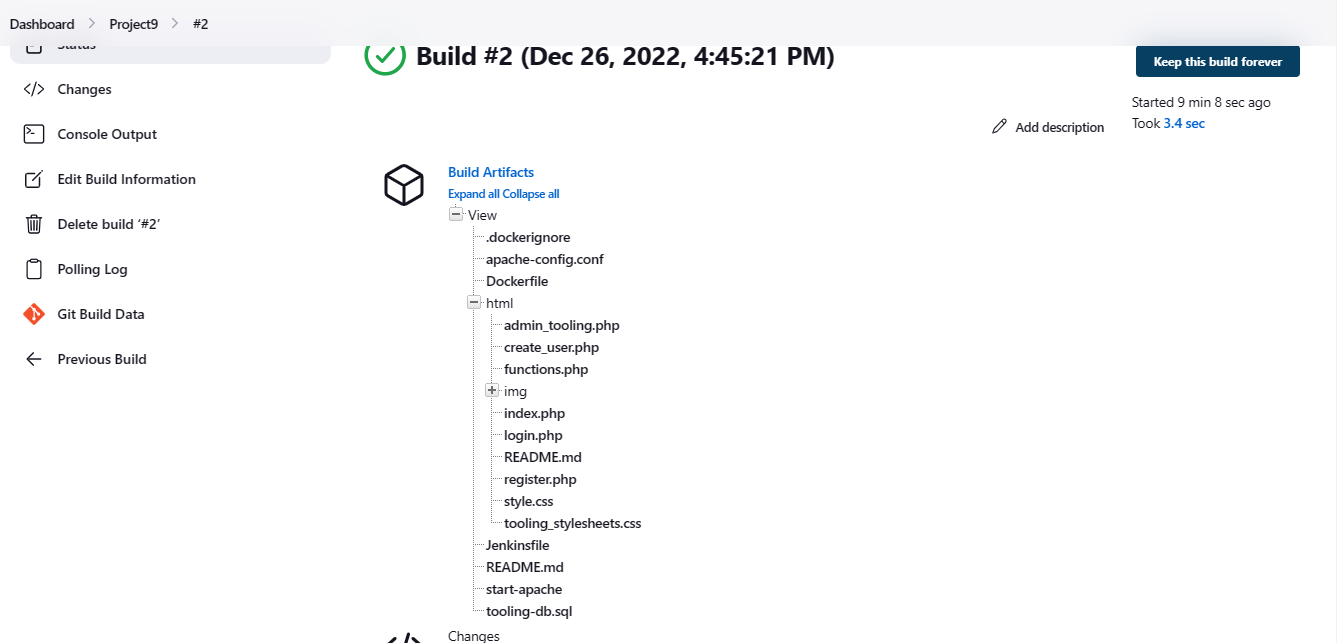 Dashboard > Project9 > #2
Status
Changes
Console Output
Edit Build Information
Delete build ‘#2’
Polling Log
Git Build Data
Previous Build
Build #2 (Dec 26, 2022, 4:45:21 PM)
Keep this build forever
Started 9 min 8 sec ago
Took 3.4 sec
Add description
Build Artifacts
Expand all Collapse all
View
.dockerignore
apache-config.conf
Dockerfile
html
admin_tooling.php
create_user.php
functions.php
img
index.php
login.php
README.md
register.php
style.css
tooling_stylesheets.css
Jenkinsfile
README.md
start-apache
tooling-db.sql
Changes